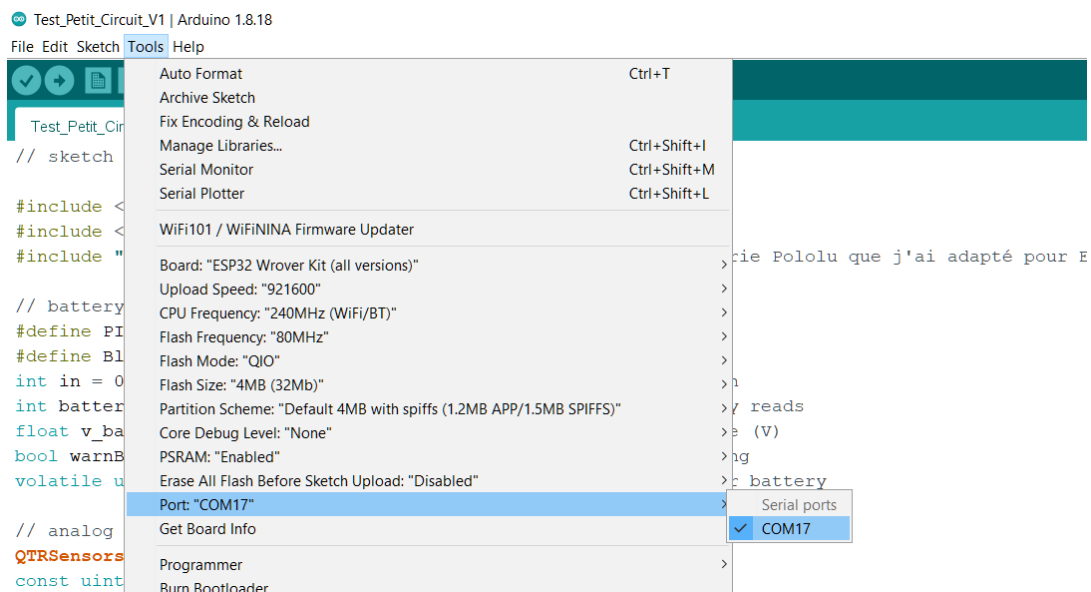 Test_Petit_Circuit_V1 | Arduino 1.8.18
File Edit Sketch Tools Help
Auto Format Ctrl+T
Archive Sketch
Fix Encoding & Reload
Manage Libraries... Ctrl+Shift+I
Serial Monitor Ctrl+Shift+M
Serial Plotter Ctrl+Shift+L
WiFi101 / WiFiNINA Firmware Updater
Board: "ESP32 Wrover Kit (all versions)"
Upload Speed: "921600"
CPU Frequency: "240MHz (WiFi/BT)"
Flash Frequency: "80MHz"
Flash Mode: "QIO"
Flash Size: "4MB (32Mb)"
Partition Scheme: "Default 4MB with spiffs (1.2MB APP/1.5MB SPIFFS)"
Core Debug Level: "None"
PSRAM: "Enabled"
Erase All Flash Before Sketch Upload: "Disabled"
Port: "COM17"
Get Board Info
Programmer
Burn Bootloader
Serial ports
COM17
Test_Petit_Cir
// sketch
#include <
#include <
#include " rie Pololu que j'ai adapté pour E
// battery
#define PI
#define Bl
int in = 0
int batter y reads
float v_ba e (V)
bool warnB ng
volatile u r battery
// analog
QTRSensors
const uint